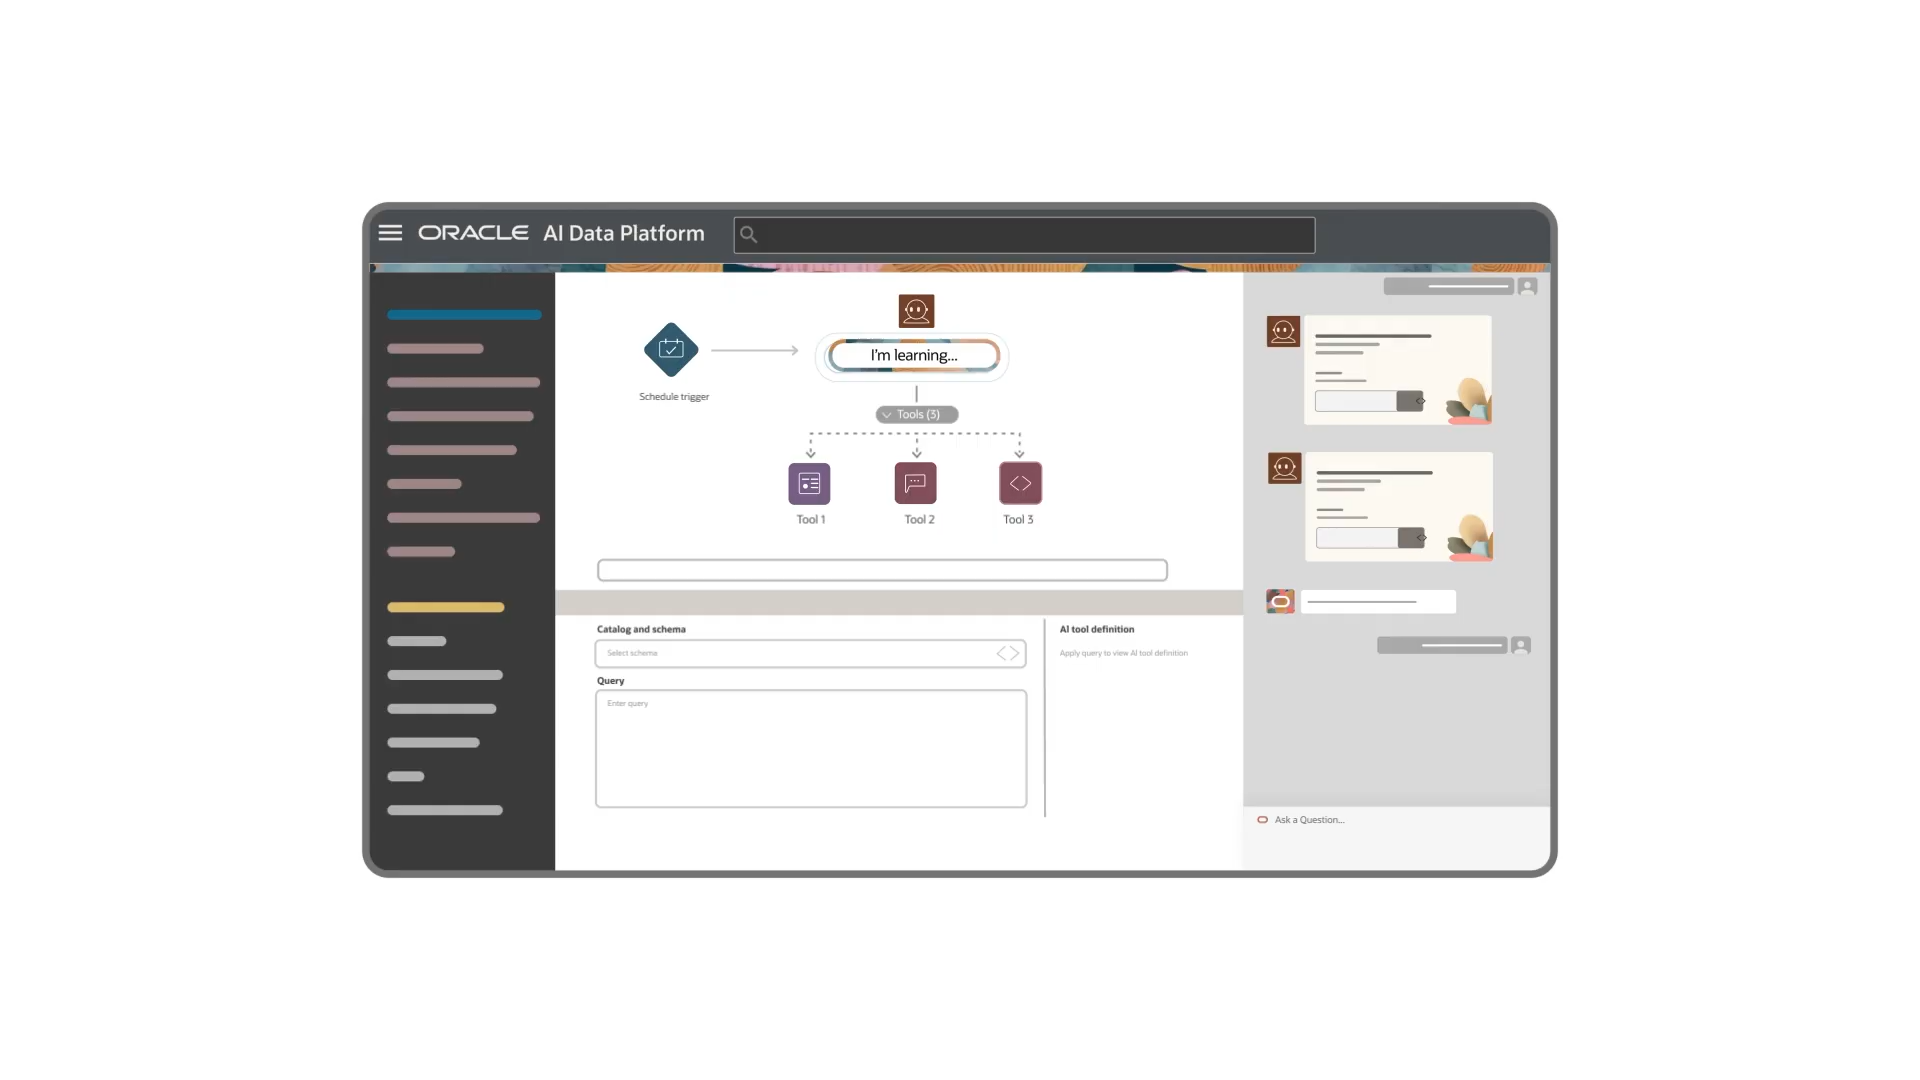 ORACLE AI Data Platform
I'm learning...
Schedule trigger
Tools (3)
Tool 1
Tool 2
Tool 3
Catalog and schema
Select schema
Query
Enter query
AI tool definition
Apply query to view AI tool definition
Ask a Question...